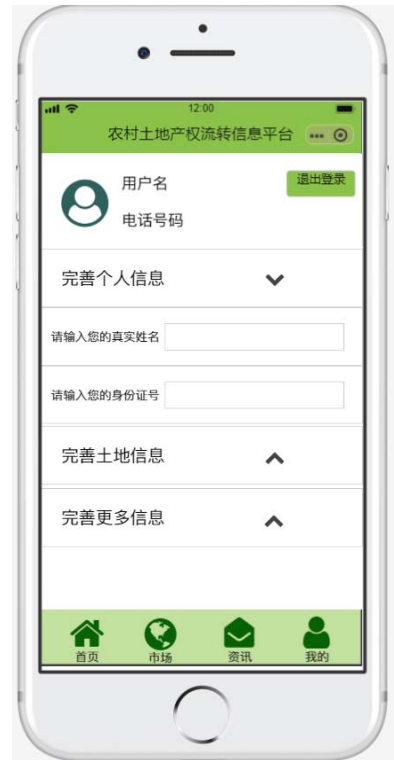 12:00
农村土地产权流转信息平台
用户名
退出登录
电话号码
完善个人信息
请输入您的真实姓名
请输入您的身份证号
完善土地信息
完善更多信息
首页 市场 资讯 我的